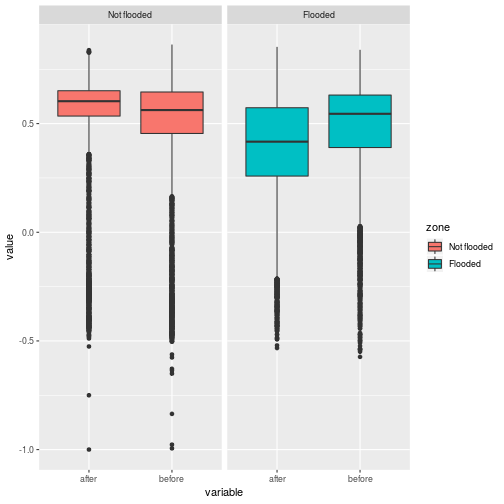 Not flooded
Flooded
value
0.5
0.0
-0.5
-1.0
after
before
after
before
variable
zone
Not flooded
Flooded